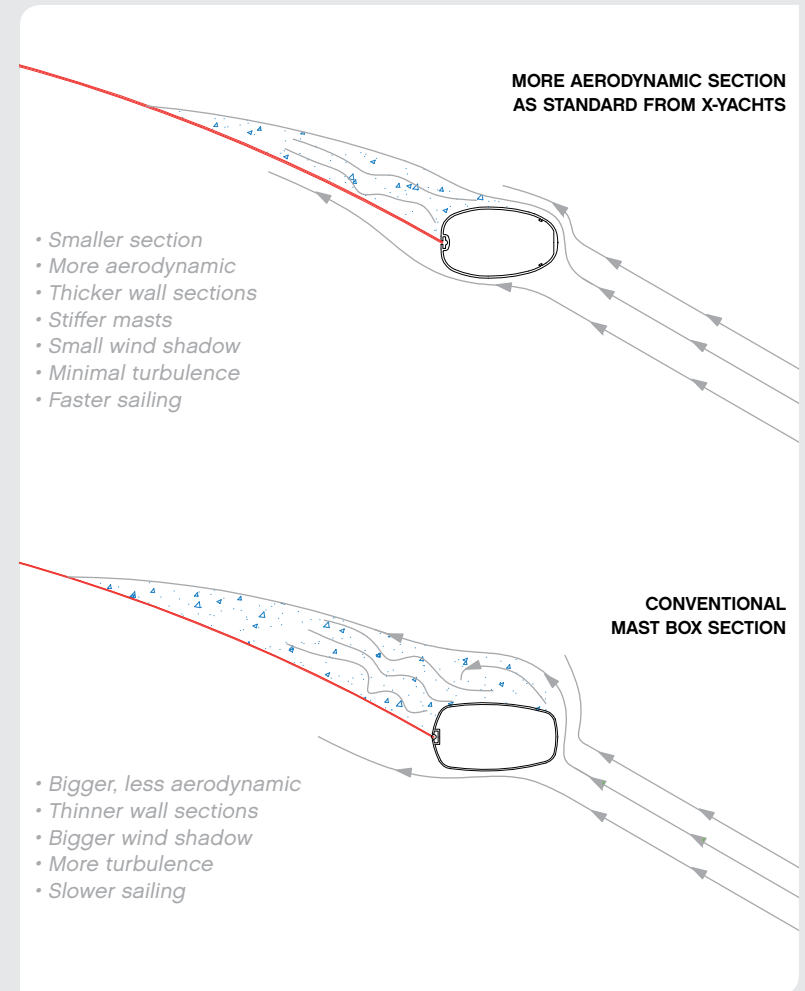 MORE AERODYNAMIC SECTION
AS STANDARD FROM X-YACHTS
• Smaller section
• More aerodynamic
• Thicker wall sections
• Stiffer masts
• Small wind shadow
• Minimal turbulence
• Faster sailing
CONVENTIONAL
MAST BOX SECTION
• Bigger, less aerodynamic
• Thinner wall sections
• Bigger wind shadow
• More turbulence
• Slower sailing